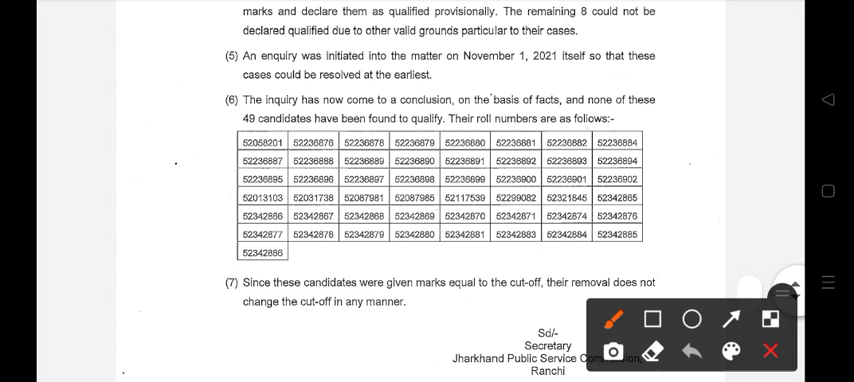 marks and declare them as qualified provisionally. The remaining 8 could not be
declared qualified due to other valid grounds particular to their cases.
(5) An enquiry was initiated into the matter on November 1, 2021 itself so that these
cases could be resolved at the earliest.
(6) The inquiry has now come to a conclusion, on the basis of facts, and none of these
49 candidates have been found to qualify. Their roll numbers are as follows:-
52058201 52236876 52236878 52236879 52236880 52236881 52236882 52236884
52236887 52236888 52236889 52236890 52236891 52236892 52236893 52236894
52236895 52236896 52236897 52236898 52236899 52236900 52236901 52236902
52013103 52031738 52087981 52087985 52117539 52299082 52321845 52342865
52342866 52342867 52342868 52342869 52342870 52342871 52342874 52342876
52342877 52342878 52342879 52342880 52342881 52342883 52342884 52342885
52342886
(7) Since these candidates were given marks equal to the cut-off, their removal does not
change the cut-off in any manner.
Sd/-
Secretary
Jharkhand Public Service Commission,
Ranchi